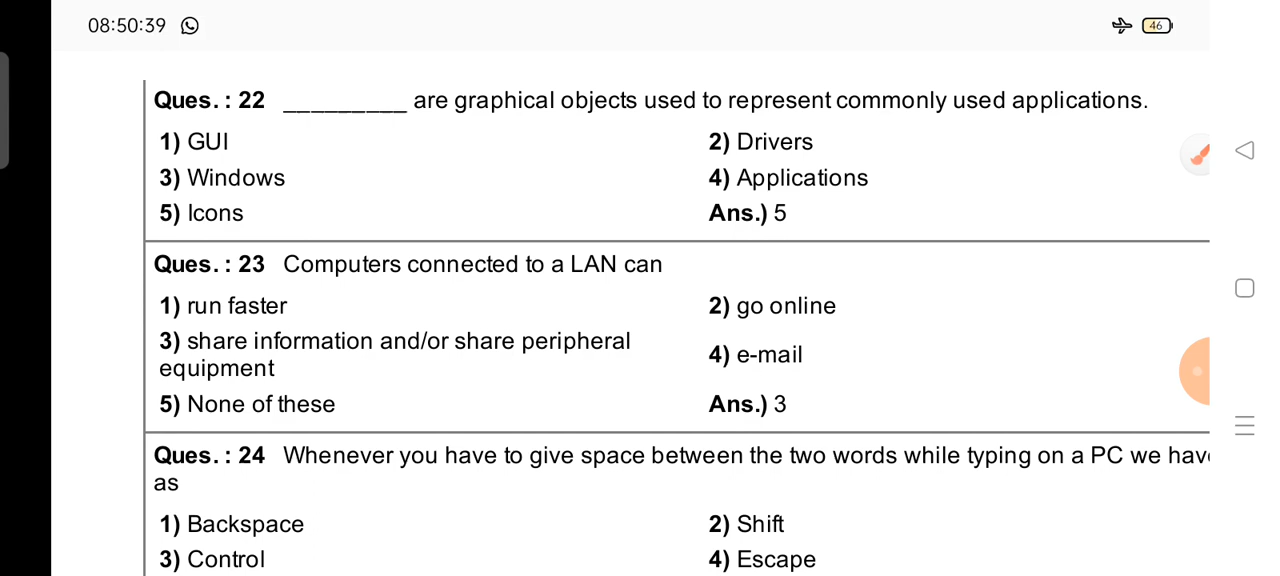 08:50:39
46
Ques. : 22 _________ are graphical objects used to represent commonly used applications.
1) GUI 2) Drivers
3) Windows 4) Applications
5) Icons Ans.) 5
Ques. : 23 Computers connected to a LAN can
1) run faster 2) go online
3) share information and/or share peripheral
equipment
4) e-mail
5) None of these Ans.) 3
Ques. : 24 Whenever you have to give space between the two words while typing on a PC we
as
1) Backspace 2) Shift
3) Control 4) Escape